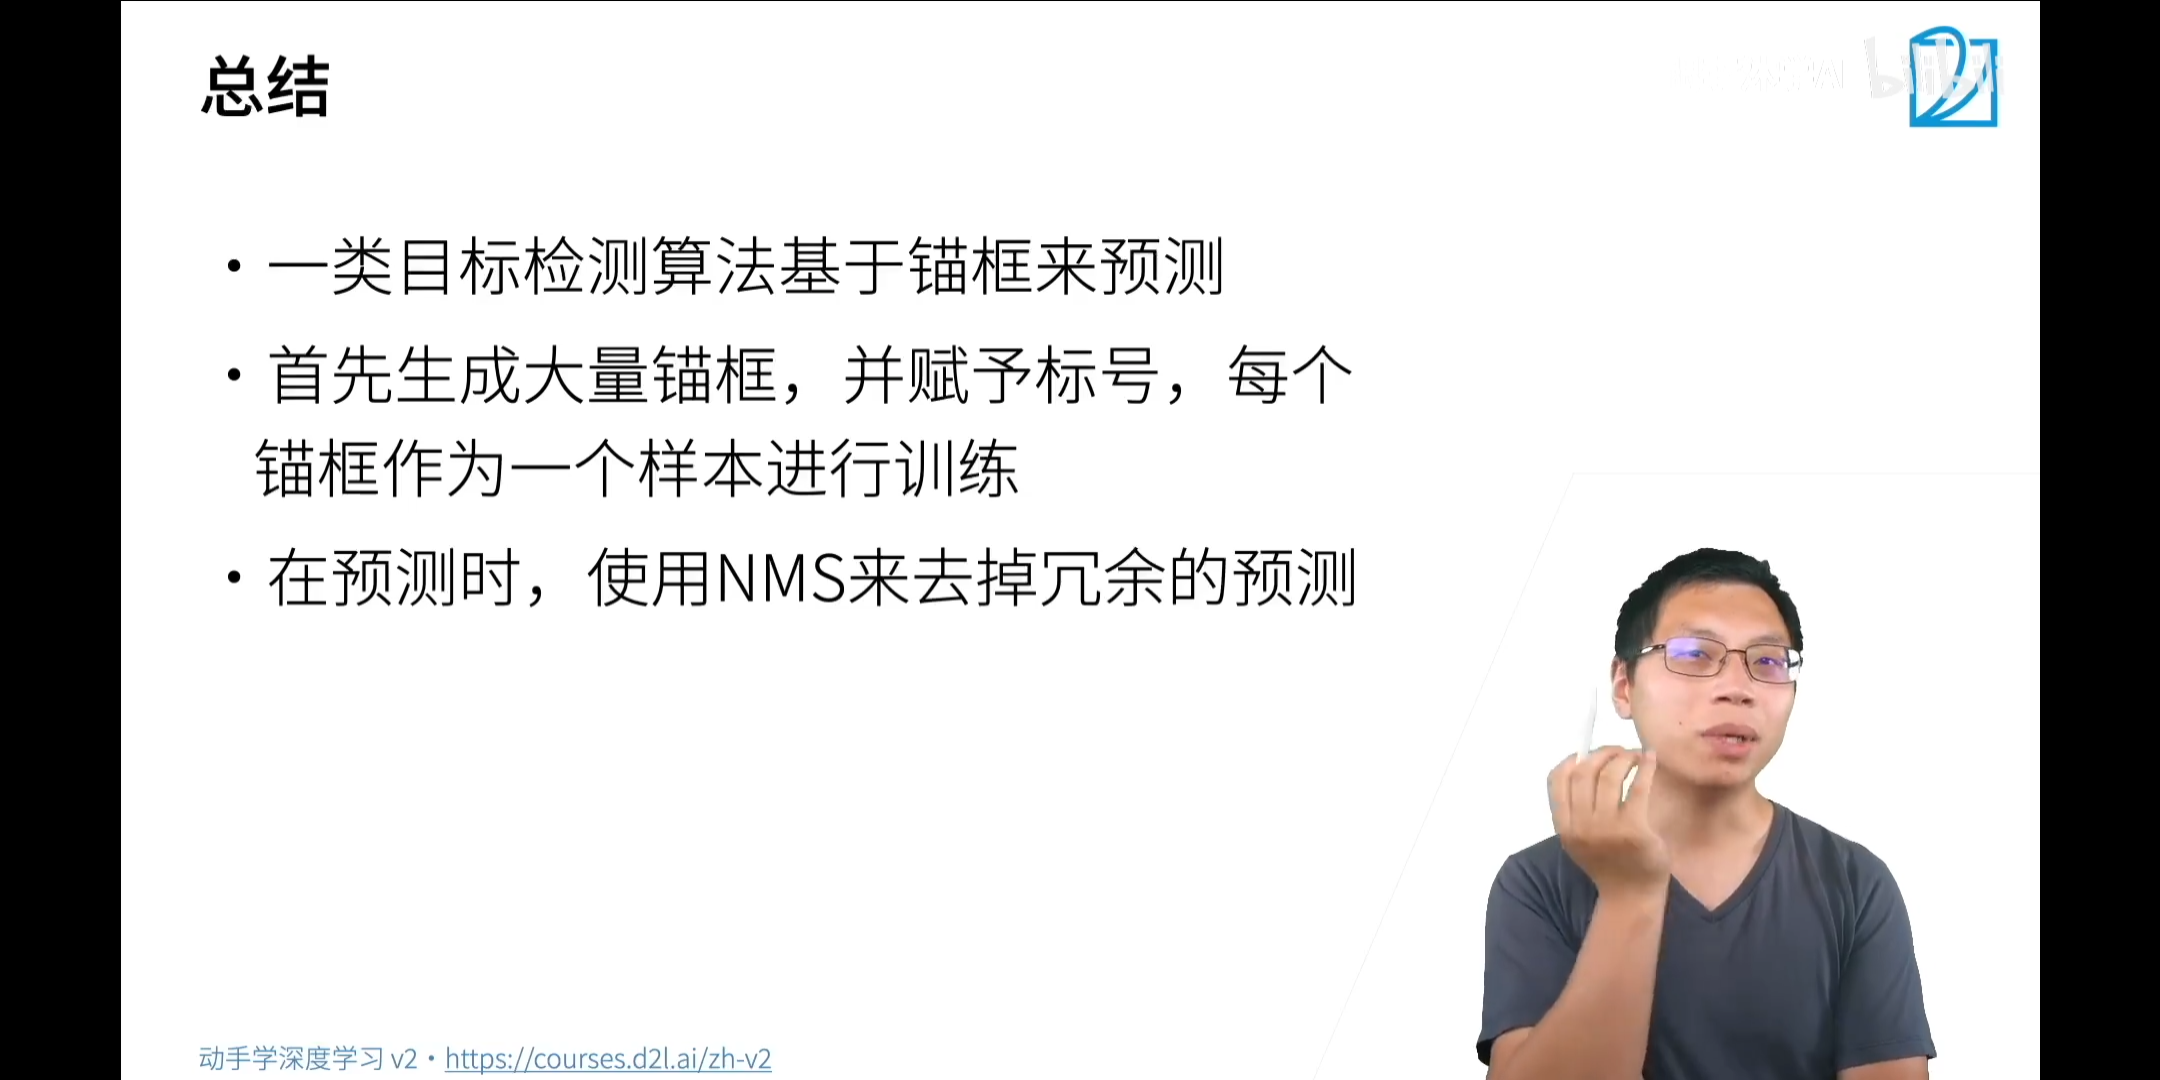 总结
• 一类目标检测算法基于锚框来预测
• 首先生成大量锚框，并赋予标号，每个
锚框作为一个样本进行训练
• 在预测时，使用NMS来去掉冗余的预测
动手学深度学习 v2 • https://courses.d2l.ai/zh-v2
bilibili